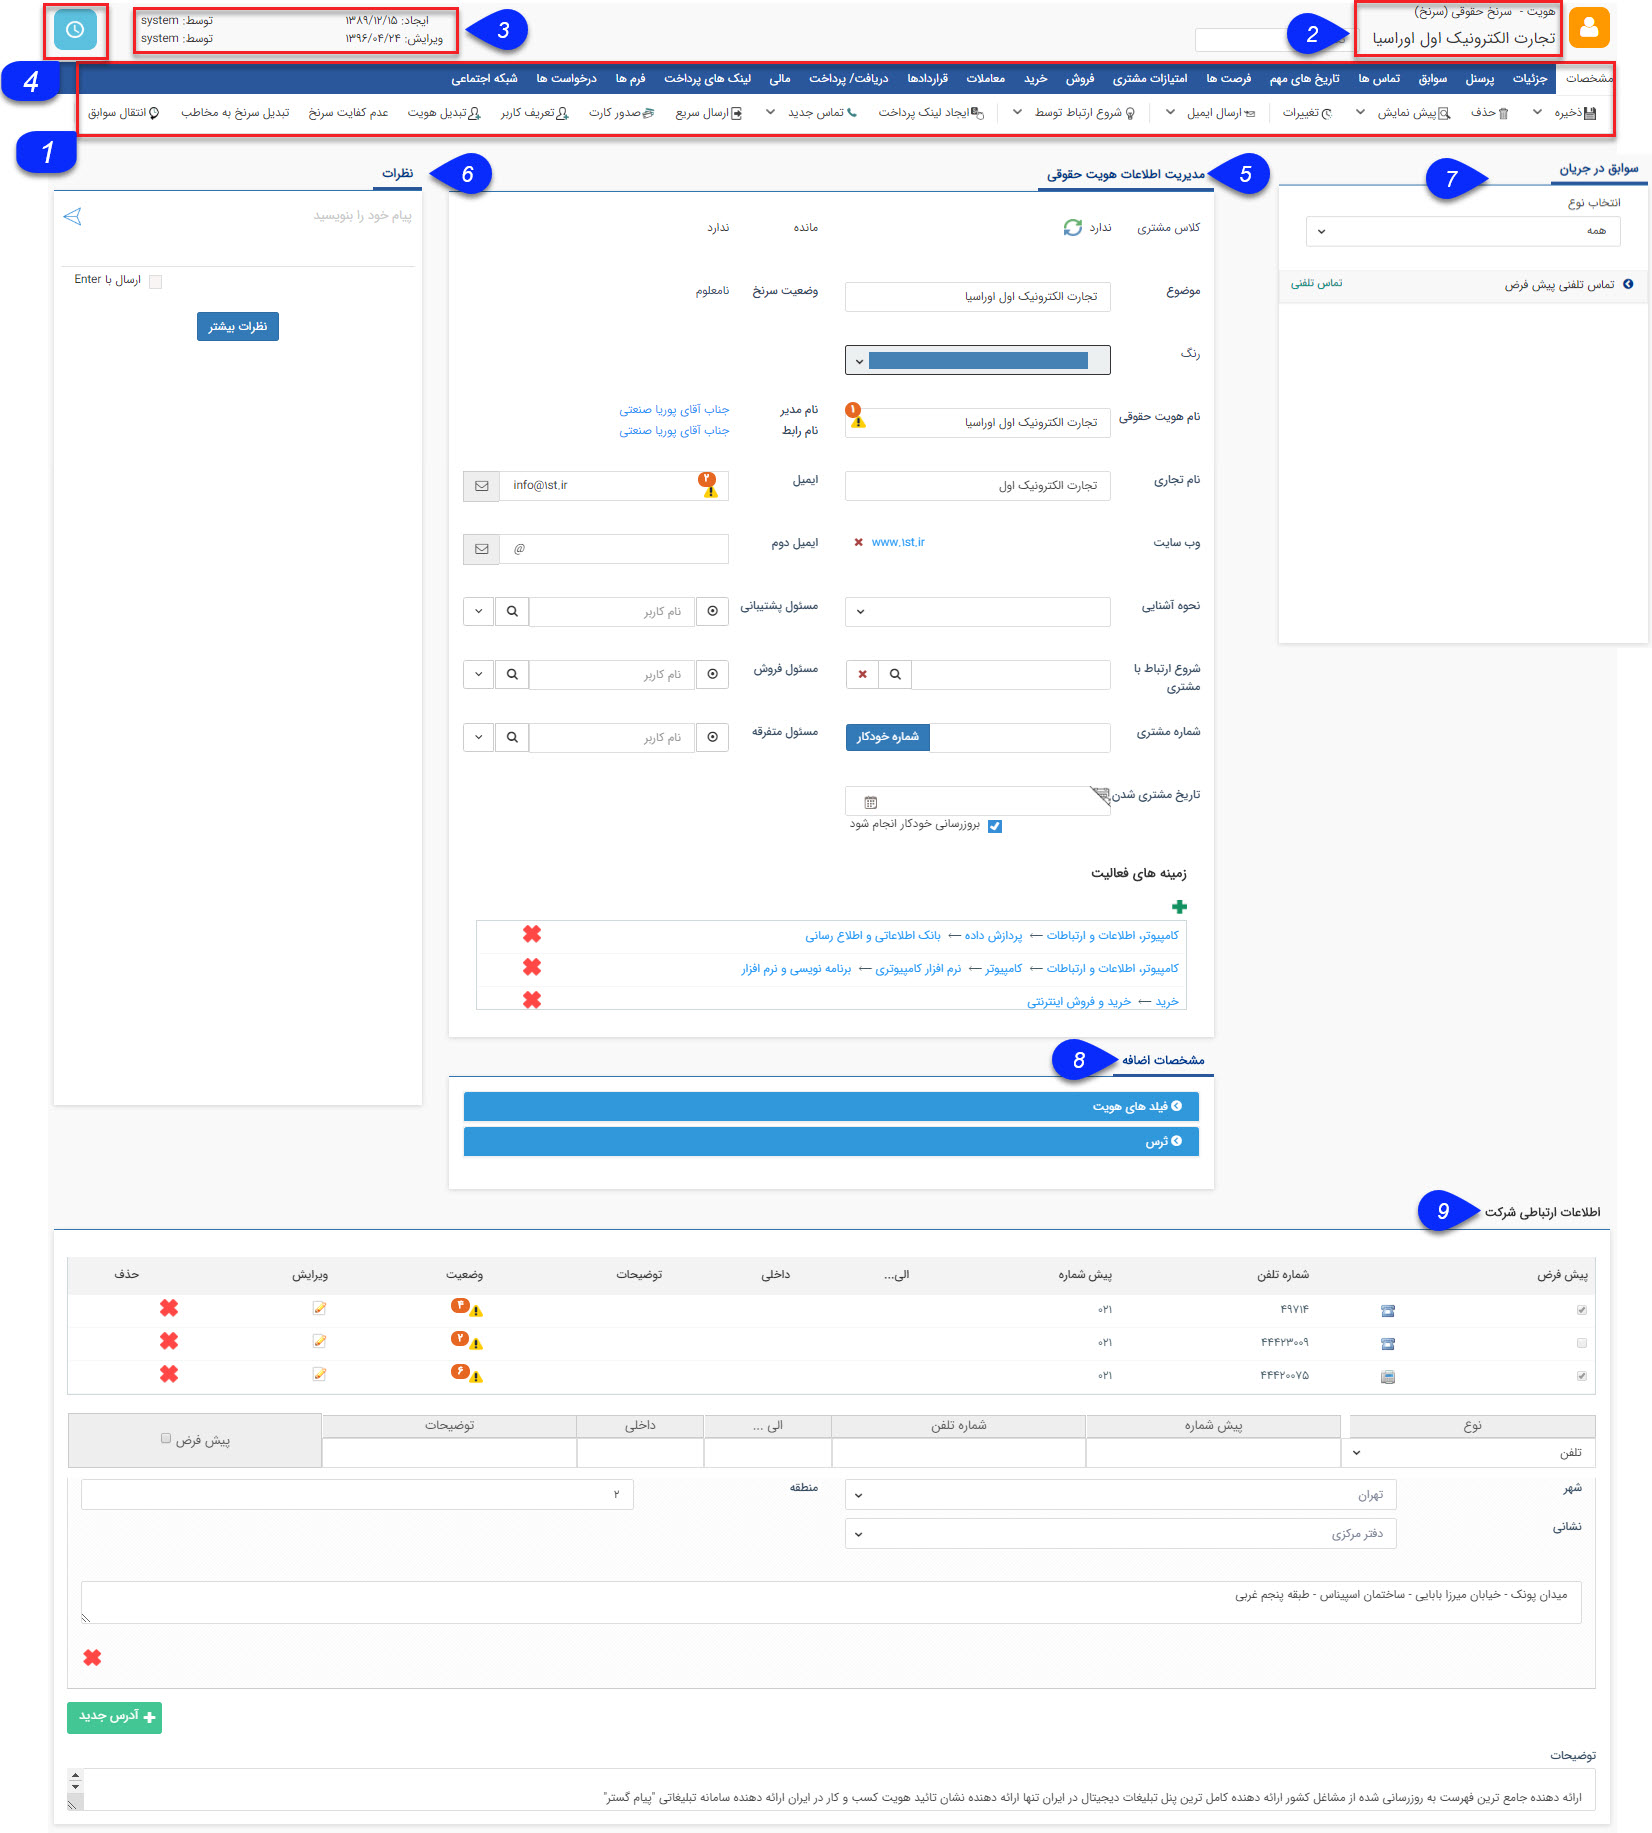 هویت - سرنخ حقوقی (سرنخ)
تجارت الکترونیک اول اوراسیا
2
3
ایجاد: ۱۳۸۹/۱۲/۱۵ توسط: system
ویرایش: ۱۳۹۶/۰۴/۲۴ توسط: system
4
مشخصات جزئیات پرسنل سوابق تماس ها تاریخ های مهم فرصت ها امتیازات مشتری فروش خرید معاملات قراردادها دریافت/ پرداخت مالی لینک های پرداخت فرم ها درخواست ها شبکه اجتماعی
ذخیره حذف پیش نمایش تغییرات ارسال ایمیل شروع ارتباط توسط ایجاد لینک پرداخت تماس جدید ارسال سریع صدور کارت تعریف کاربر تبدیل هویت عدم کفایت سرنخ تبدیل سرنخ به مخاطب انتقال سوابق
1
سوابق در جریان
7
انتخاب نوع
همه
تماس تلفنی پیش فرض تماس تلفنی
مدیریت اطلاعات هویت حقوقی
5
کلاس مشتری ندارد مانده ندارد
موضوع تجارت الکترونیک اول اوراسیا وضعیت سرنخ نامعلوم
رنگ
نام هویت حقوقی تجارت الکترونیک اول اوراسیا ۱ نام مدیر جناب آقای پوریا صنعتی
نام رابط جناب آقای پوریا صنعتی
نام تجاری تجارت الکترونیک اول ایمیل ۲ info@۱st.ir
وب سایت www.۱st.ir ایمیل دوم @
نحوه آشنایی مسئول پشتیبانی نام کاربر
شروع ارتباط با مشتری مسئول فروش نام کاربر
شماره مشتری شماره خودکار مسئول متفرقه نام کاربر
تاریخ مشتری شدن
بروزرسانی خودکار انجام شود
زمینه های فعالیت
کامپیوتر، اطلاعات و ارتباطات ← پردازش داده ← بانک اطلاعاتی و اطلاع رسانی
کامپیوتر، اطلاعات و ارتباطات ← کامپیوتر ← نرم افزار کامپیوتری ← برنامه نویسی و نرم افزار
خرید ← خرید و فروش اینترنتی
نظرات
6
پیام خود را بنویسید
ارسال با Enter
نظرات بیشتر
مشخصات اضافه
8
فیلد های هویت
ثرس
اطلاعات ارتباطی شرکت
9
پیش فرض شماره تلفن پیش شماره الی... داخلی توضیحات وضعیت ویرایش حذف
۴۹۷۱۴ ۰۲۱ ۴
۴۴۴۲۳۰۰۹ ۰۲۱ ۲
۴۴۴۲۰۰۷۵ ۰۲۱ ۶
نوع پیش شماره شماره تلفن الی ... داخلی توضیحات پیش فرض
تلفن
شهر تهران منطقه ۲
نشانی دفتر مرکزی
میدان پونک - خیابان میرزا بابایی - ساختمان اسپیناس - طبقه پنجم غربی
آدرس جدید
توضیحات
ارائه دهنده جامع ترین فهرست به روزرسانی شده از مشاغل کشور ارائه دهنده کامل ترین پنل تبلیغات دیجیتال در ایران تنها ارائه دهنده نشان تائید هویت کسب و کار در ایران ارائه دهنده سامانه تبلیغاتی "پیام گستر"